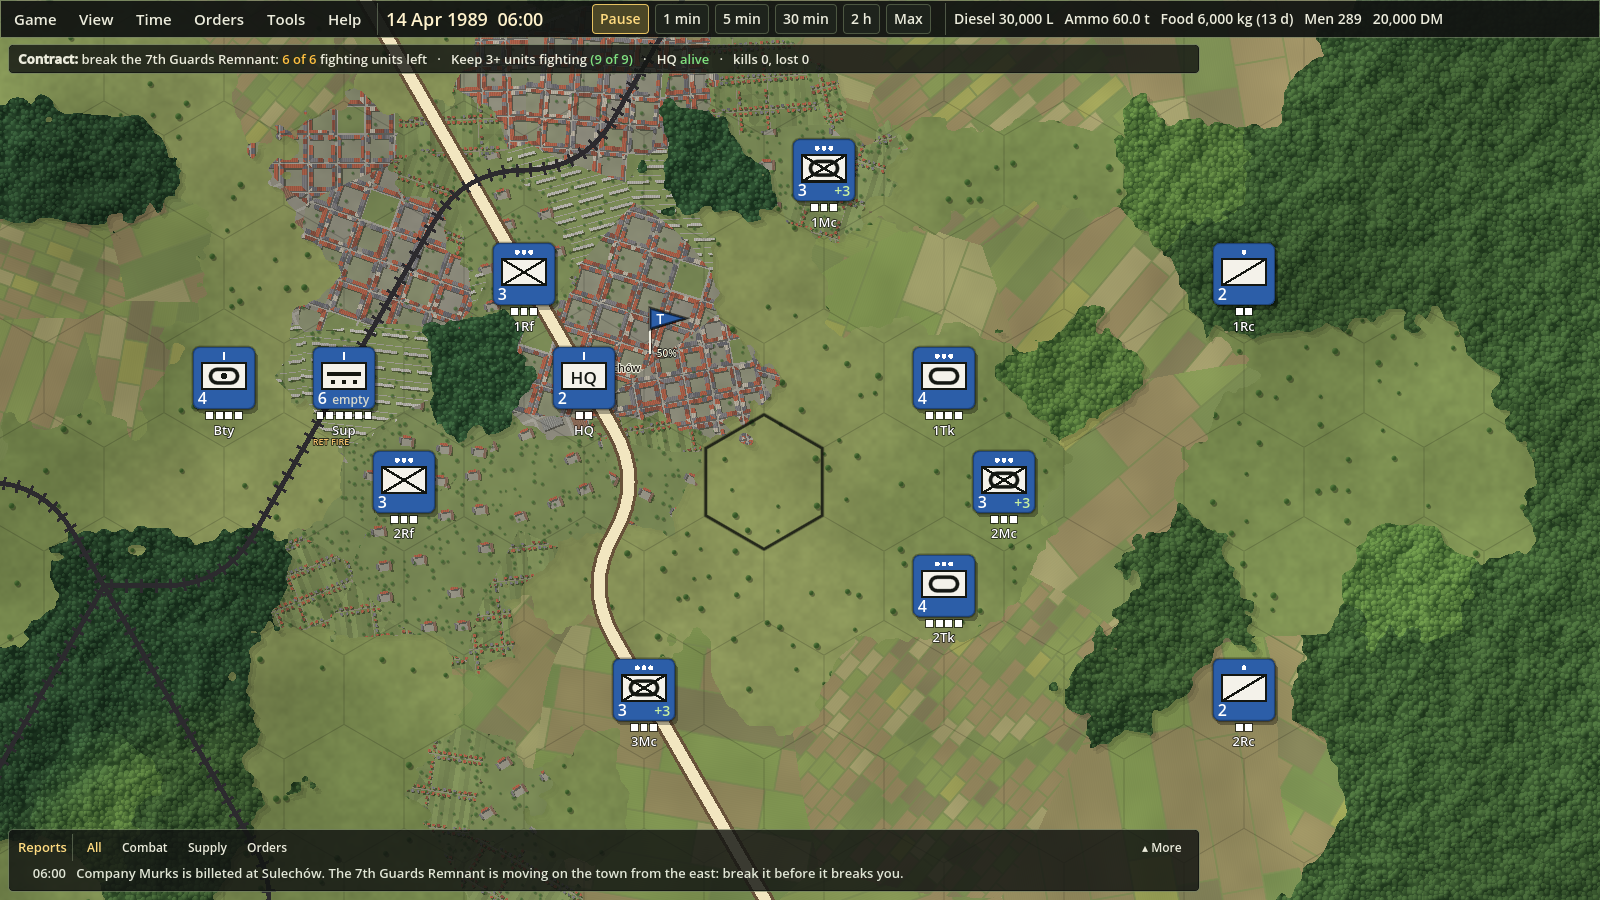 Game View Time Orders Tools Help 14 Apr 1989 06:00 Pause 1 min 5 min 30 min 2 h Max Diesel 30,000 L Ammo 60.0 t Food 6,000 kg (13 d) Men 289 20,000 DM
Contract: break the 7th Guards Remnant: 6 of 6 fighting units left · Keep 3+ units fighting (9 of 9) · HQ alive · kills 0, lost 0
3 +3
1Mc
3
1Rf
2
1Rc
T
50%
chów
4
Bty
6 empty
Sup
RET FIRE
HQ
2
HQ
4
1Tk
3
2Rf
3 +3
2Mc
4
2Tk
3 +3
3Mc
2
2Rc
Reports All Combat Supply Orders ▴ More
06:00 Company Murks is billeted at Sulechów. The 7th Guards Remnant is moving on the town from the east: break it before it breaks you.